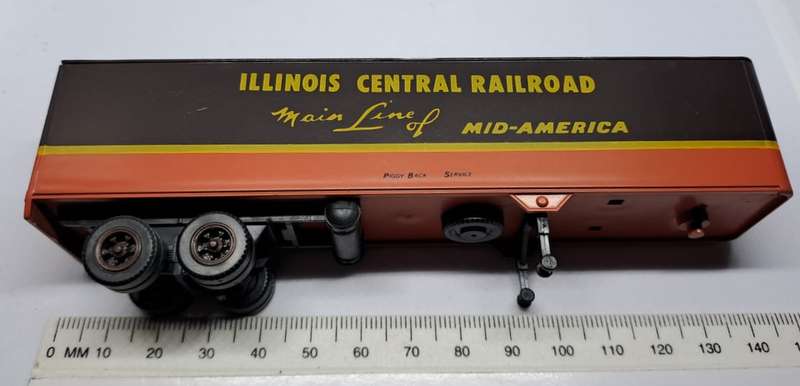 ILLINOIS CENTRAL RAILROAD
Main Line of MID-AMERICA
PIGGY BACK SERVICE
0 MM 10 20 30 40 50 60 70 80 90 100 110 120 130 140